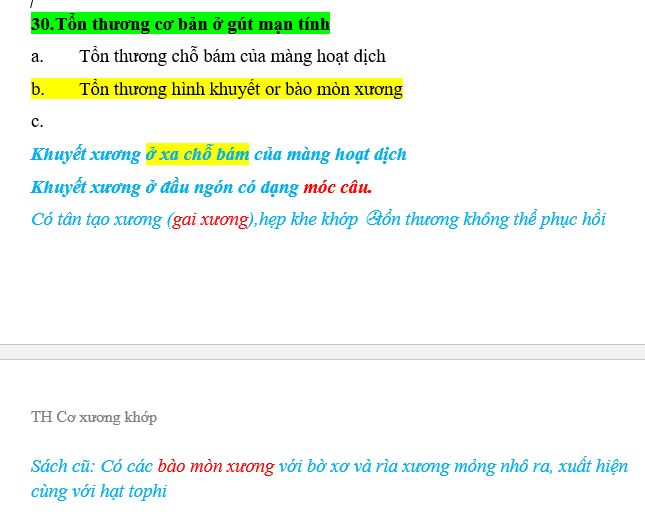 30.Tổn thương cơ bản ở gút mạn tính
a. Tổn thương chỗ bám của màng hoạt dịch
b. Tổn thương hình khuyết or bào mòn xương
c.
Khuyết xương ở xa chỗ bám của màng hoạt dịch
Khuyết xương ở đầu ngón có dạng móc câu.
Có tân tạo xương (gai xương),hẹp khe khớp tổn thương không thể phục hồi
TH Cơ xương khớp
Sách cũ: Có các bào mòn xương với bờ xơ và rìa xương mỏng nhô ra, xuất hiện
cùng với hạt tophi